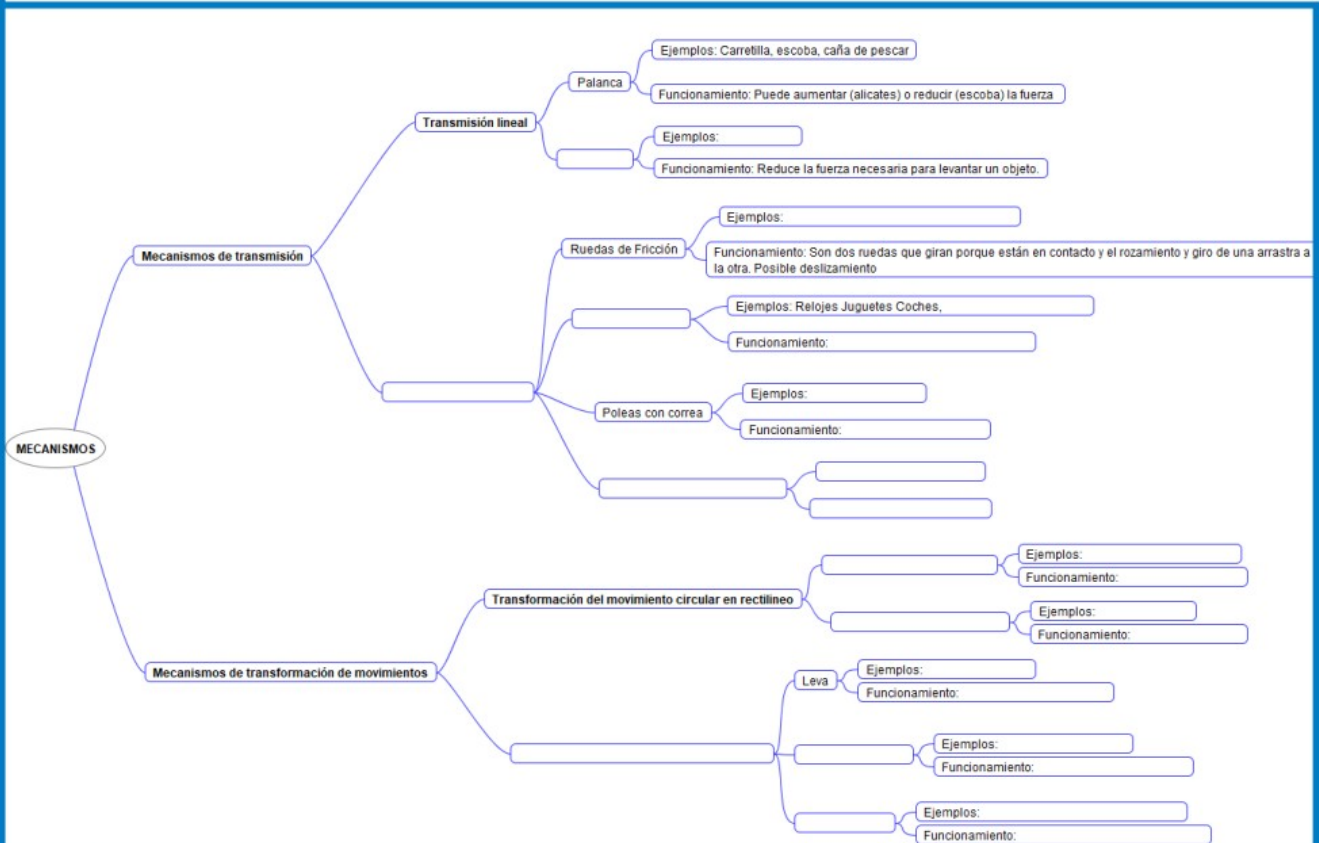 Ejemplos: Carretilla, escoba, caña de pescar
Palanca
Funcionamiento: Puede aumentar (alicates) o reducir (escoba) la fuerza
Transmisión lineal
Ejemplos:
Funcionamiento: Reduce la fuerza necesaria para levantar un objeto.
Ejemplos:
Ruedas de Fricción
Mecanismos de transmisión
Funcionamiento: Son dos ruedas que giran porque están en contacto y el rozamiento y giro de una arrastra a
la otra. Posible deslizamiento
Ejemplos: Relojes Juguetes Coches,
Funcionamiento:
Ejemplos:
Poleas con correa
Funcionamiento:
MECANISMOS
Ejemplos:
Funcionamiento:
Transformación del movimiento circular en rectilineo
Ejemplos:
Funcionamiento:
Mecanismos de transformación de movimientos
Ejemplos:
Leva
Funcionamiento:
Ejemplos:
Funcionamiento:
Ejemplos:
Funcionamiento: